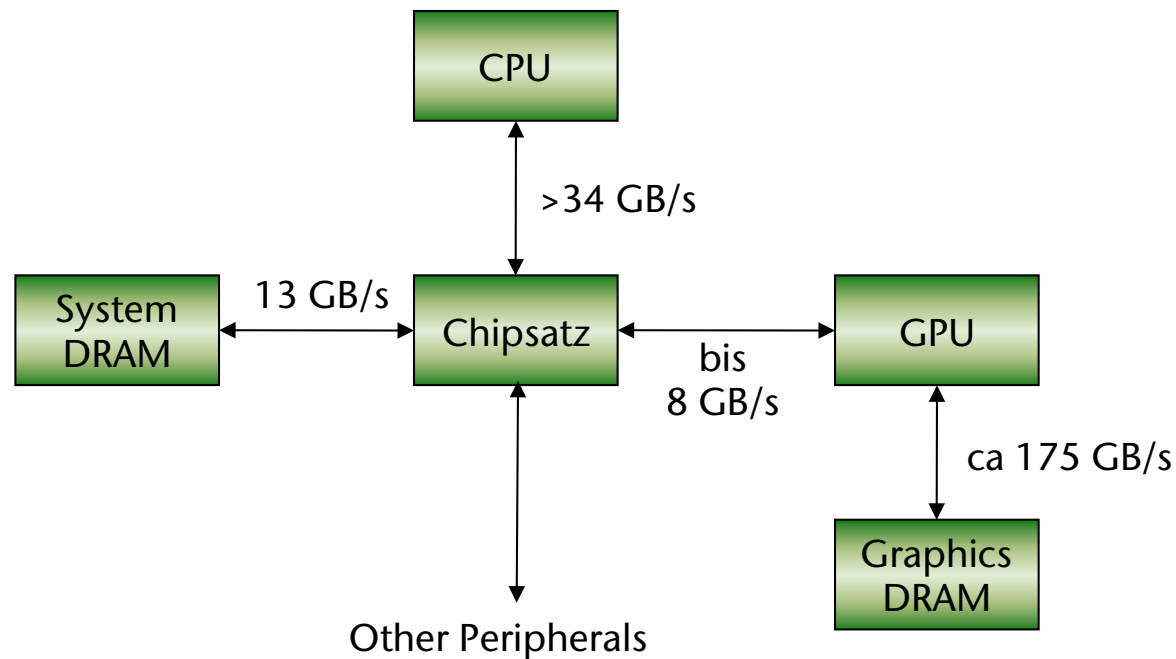 CPU
>34 GB/s
System
DRAM
13 GB/s
Chipsatz
bis
8 GB/s
GPU
ca 175 GB/s
Graphics
DRAM
Other Peripherals